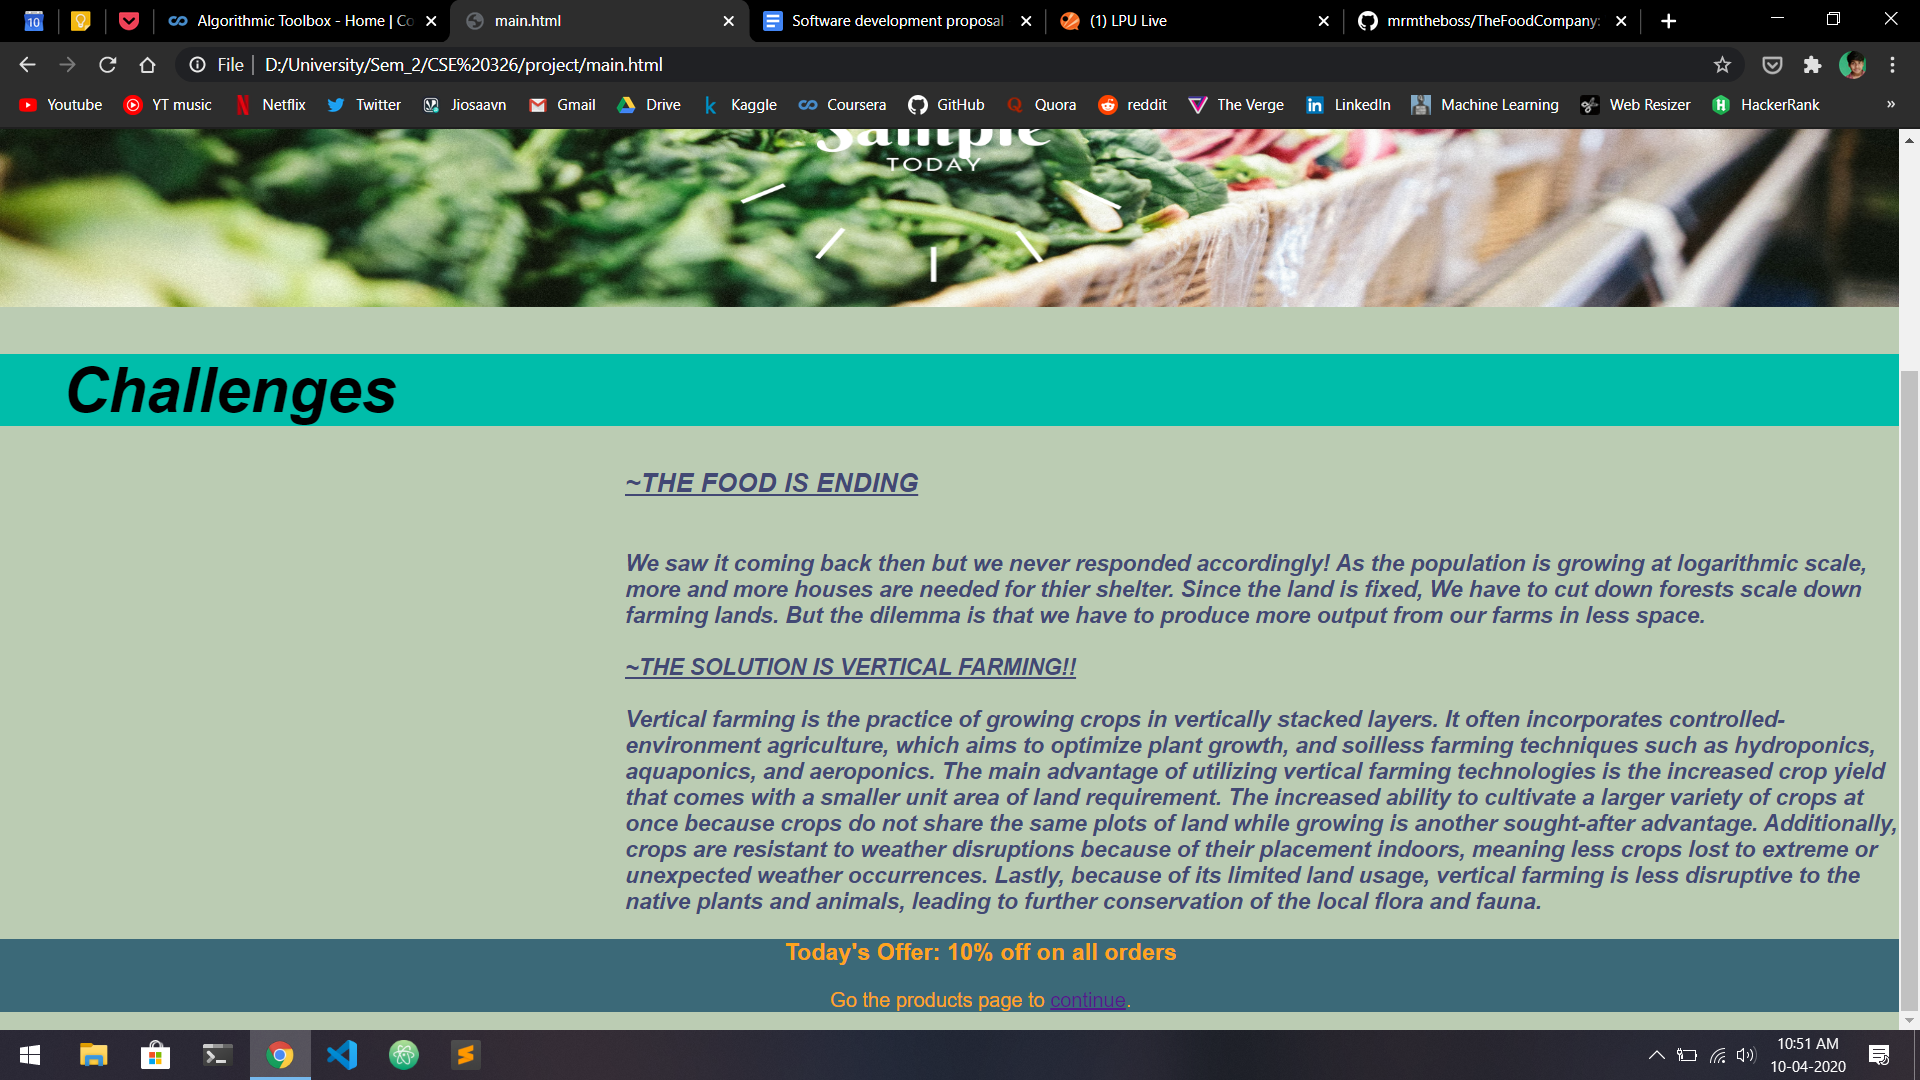 10
Algorithmic Toolbox - Home | Co
main.html
Software development proposal
(1) LPU Live
mrmtheboss/TheFoodCompany:
File
D:/University/Sem_2/CSE%20326/project/main.html
Youtube
YT music
Netflix
Twitter
Jiosaavn
Gmail
Drive
Kaggle
Coursera
GitHub
Quora
reddit
The Verge
LinkedIn
Machine Learning
Web Resizer
HackerRank
»
Sample
TODAY
Challenges
~THE FOOD IS ENDING
We saw it coming back then but we never responded accordingly! As the population is growing at logarithmic scale,
more and more houses are needed for thier shelter. Since the land is fixed, We have to cut down forests scale down
farming lands. But the dilemma is that we have to produce more output from our farms in less space.
~THE SOLUTION IS VERTICAL FARMING!!
Vertical farming is the practice of growing crops in vertically stacked layers. It often incorporates controlled-
environment agriculture, which aims to optimize plant growth, and soilless farming techniques such as hydroponics,
aquaponics, and aeroponics. The main advantage of utilizing vertical farming technologies is the increased crop yield
that comes with a smaller unit area of land requirement. The increased ability to cultivate a larger variety of crops at
once because crops do not share the same plots of land while growing is another sought-after advantage. Additionally,
crops are resistant to weather disruptions because of their placement indoors, meaning less crops lost to extreme or
unexpected weather occurrences. Lastly, because of its limited land usage, vertical farming is less disruptive to the
native plants and animals, leading to further conservation of the local flora and fauna.
Today's Offer: 10% off on all orders
Go the products page to continue.
10:51 AM
10-04-2020